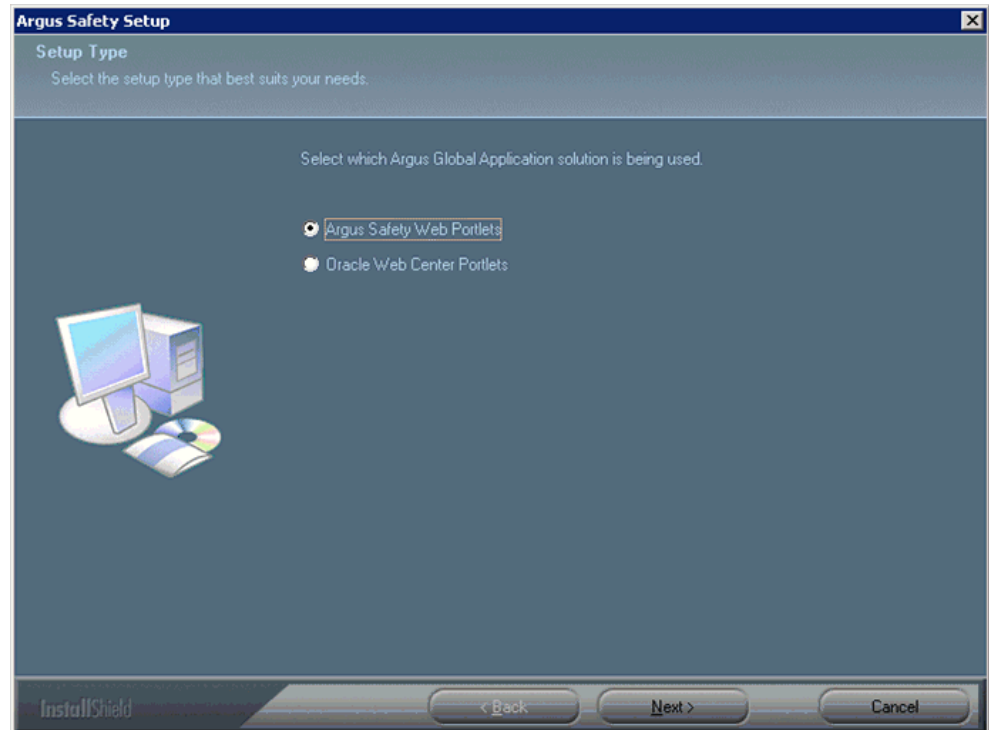 Argus Safety Setup
Setup Type
Select the setup type that best suits your needs.
Select which Argus Global Application solution is being used.
Argus Safety Web Portlets
Oracle Web Center Portlets
InstallShield
< Back
Next >
Cancel